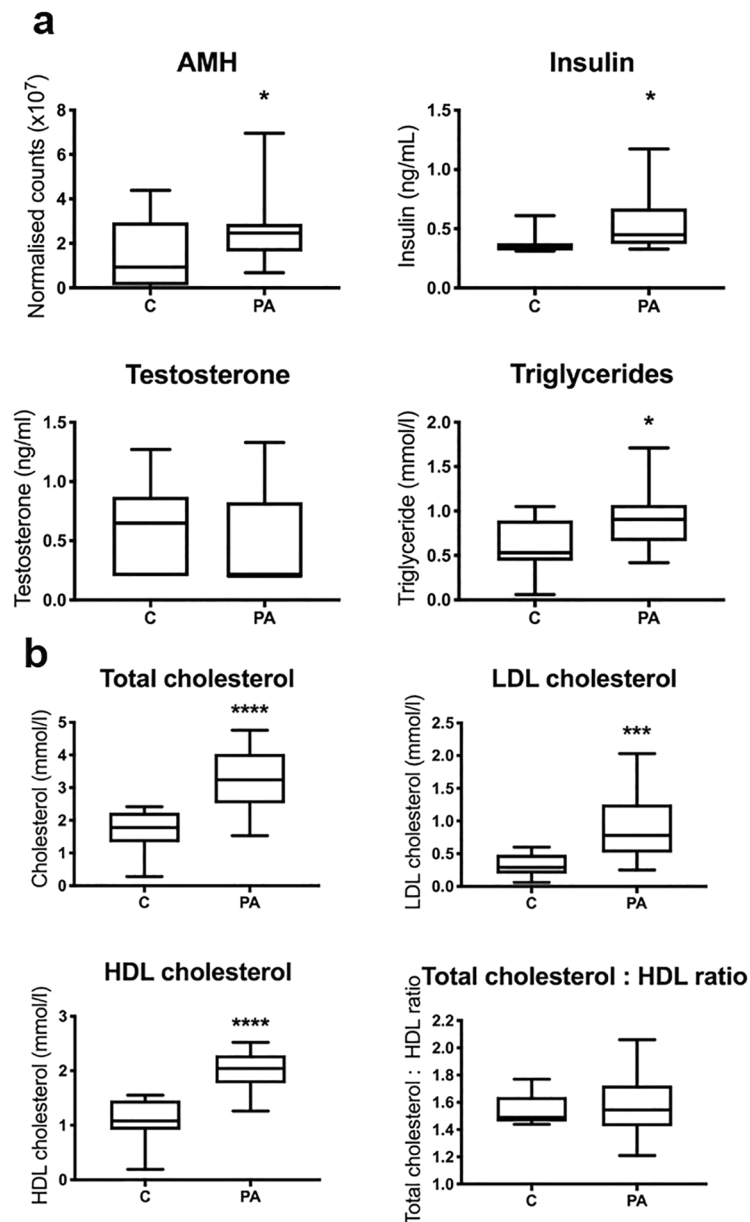 a
AMH
Normalised counts (x10⁷)
8
6
4
2
0
*
C
PA
Insulin
Insulin (ng/mL)
1.5
1.0
0.5
0.0
*
C
PA
Testosterone
Testosterone (ng/ml)
1.5
1.0
0.5
0.0
C
PA
Triglycerides
Triglyceride (mmol/l)
2.0
1.5
1.0
0.5
0.0
*
C
PA
b
Total cholesterol
Cholesterol (mmol/l)
5
4
3
2
1
0
****
C
PA
LDL cholesterol
LDL cholesterol (mmol/l)
2.5
2.0
1.5
1.0
0.5
0.0
***
C
PA
HDL cholesterol
HDL cholesterol (mmol/l)
3
2
1
0
****
C
PA
Total cholesterol : HDL ratio
Total cholesterol : HDL ratio
2.2
2.0
1.8
1.6
1.4
1.2
1.0
C
PA